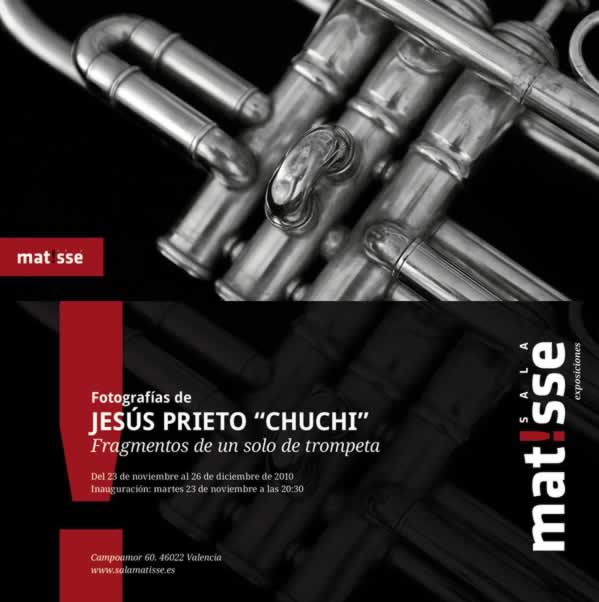 mat!sse
Fotografías de
JESÚS PRIETO “CHUCHI”
Fragmentos de un solo de trompeta
Del 23 de noviembre al 26 de diciembre de 2010
Inauguración: martes 23 de noviembre a las 20:30
Campoamor 60. 46022 Valencia
www.salamatisse.es
SALA
mat!sse
exposiciones